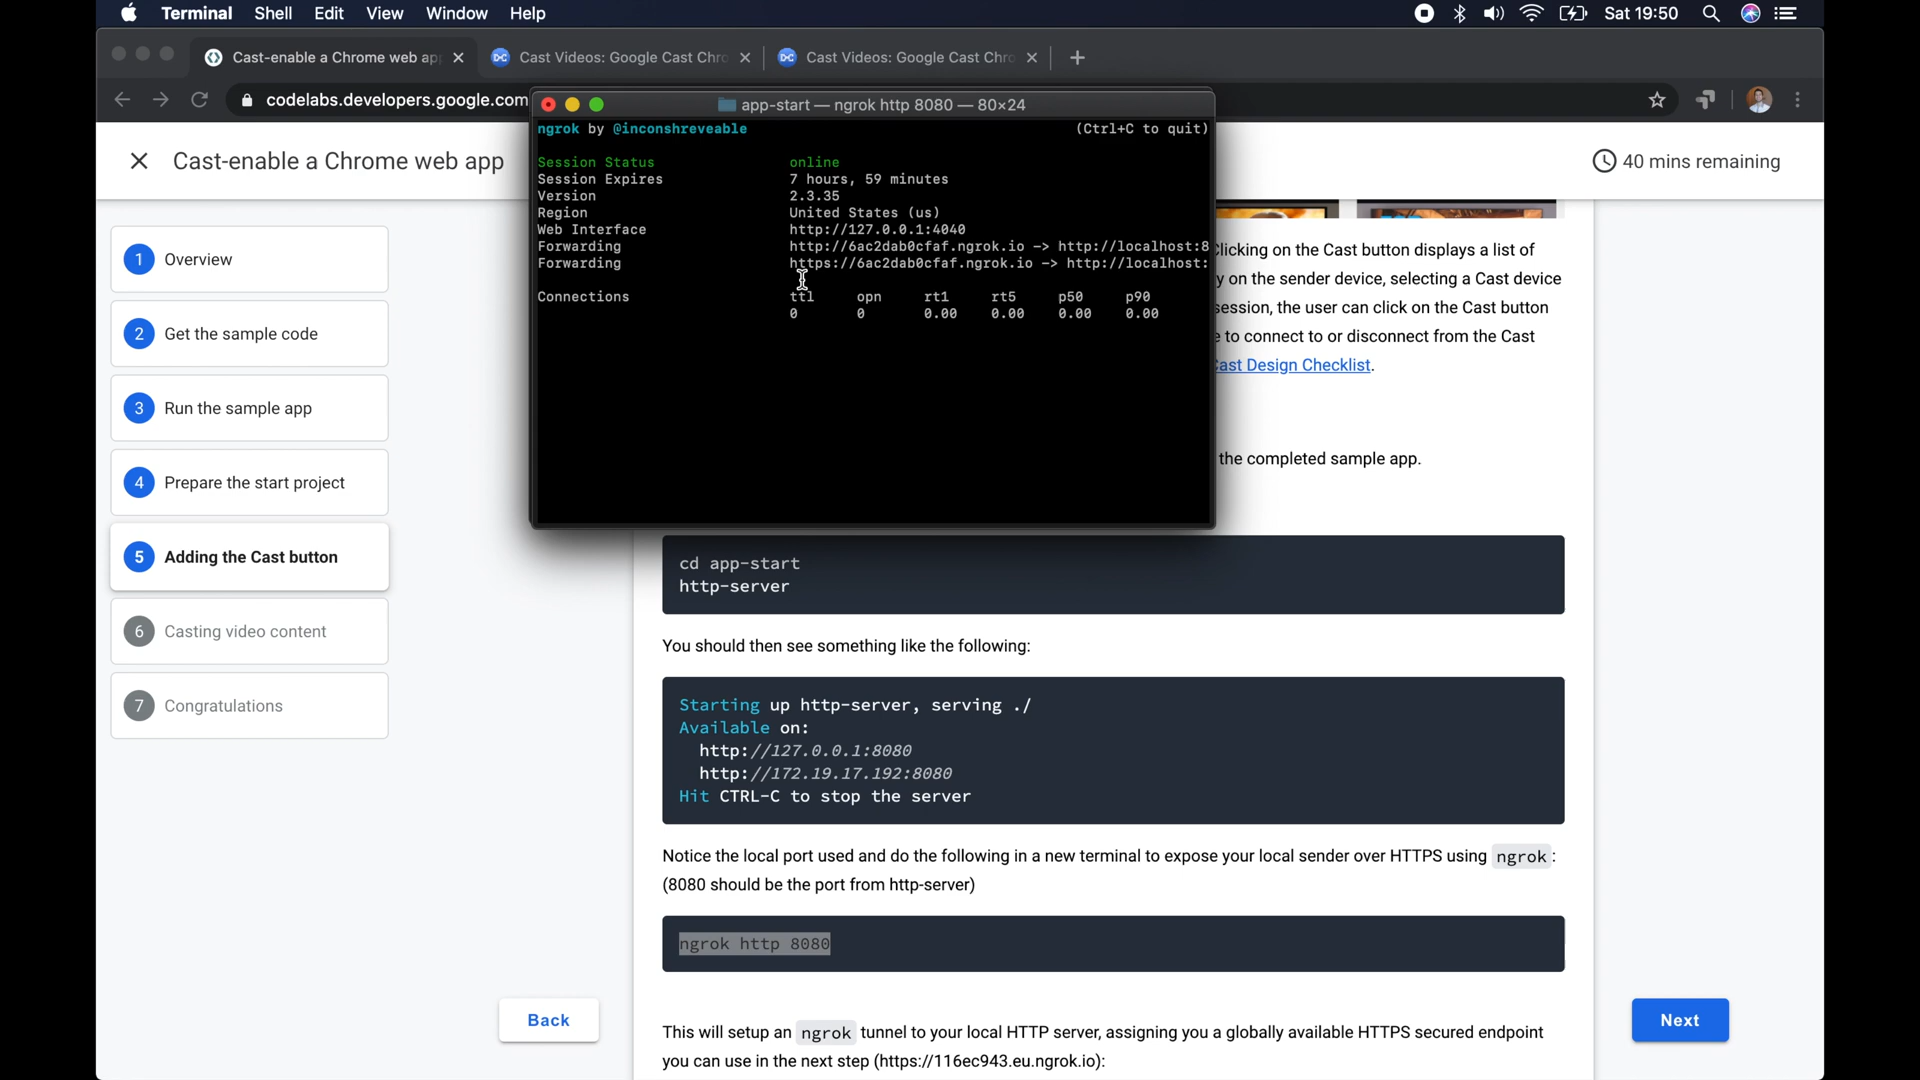 Terminal Shell Edit View Window Help Sat 19:50
Cast-enable a Chrome web ap
Cast Videos: Google Cast Chro
Cast Videos: Google Cast Chro
codelabs.developers.google.com
app-start — ngrok http 8080 — 80×24
ngrok by @inconshreveable (Ctrl+C to quit)
Session Status online
Session Expires 7 hours, 59 minutes
Version 2.3.35
Region United States (us)
Web Interface http://127.0.0.1:4040
Forwarding http://6ac2dab0cfaf.ngrok.io -> http://localhost:8
Forwarding https://6ac2dab0cfaf.ngrok.io -> http://localhost:
Connections ttl opn rt1 rt5 p50 p90
0 0 0.00 0.00 0.00 0.00
Cast-enable a Chrome web app
40 mins remaining
1 Overview
2 Get the sample code
3 Run the sample app
4 Prepare the start project
5 Adding the Cast button
6 Casting video content
7 Congratulations
licking on the Cast button displays a list of
y on the sender device, selecting a Cast device
session, the user can click on the Cast button
e to connect to or disconnect from the Cast
Cast Design Checklist.
the completed sample app.
cd app-start
http-server
You should then see something like the following:
Starting up http-server, serving ./
Available on:
http://127.0.0.1:8080
http://172.19.17.192:8080
Hit CTRL-C to stop the server
Notice the local port used and do the following in a new terminal to expose your local sender over HTTPS using ngrok:
(8080 should be the port from http-server)
ngrok http 8080
This will setup an ngrok tunnel to your local HTTP server, assigning you a globally available HTTPS secured endpoint
you can use in the next step (https://116ec943.eu.ngrok.io):
Back
Next